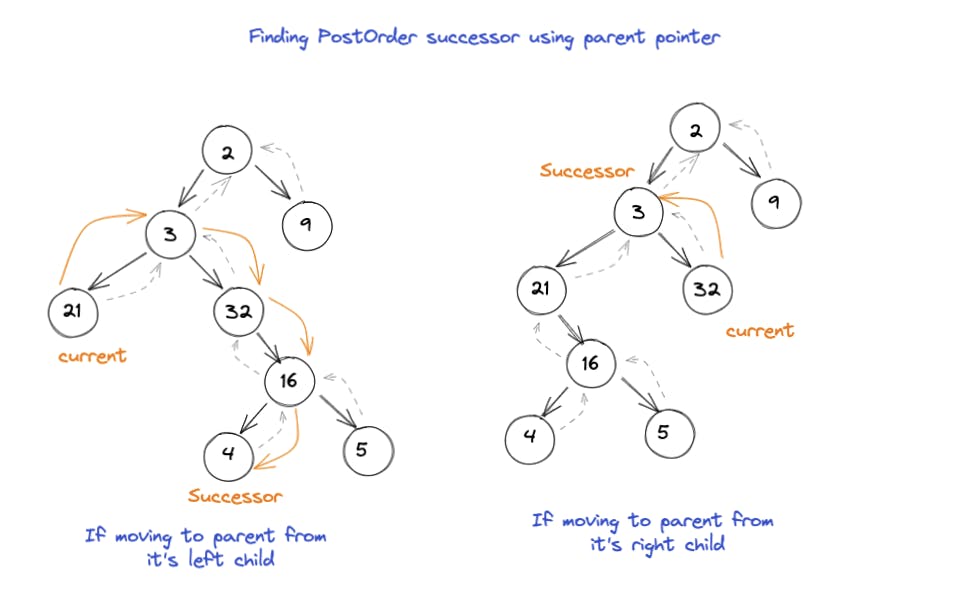 Finding PostOrder successor using parent pointer
2
3
9
21
32
current
16
4
5
Successor
If moving to parent from
it's left child
2
Successor
3
9
21
32
current
16
4
5
If moving to parent from
it's right child